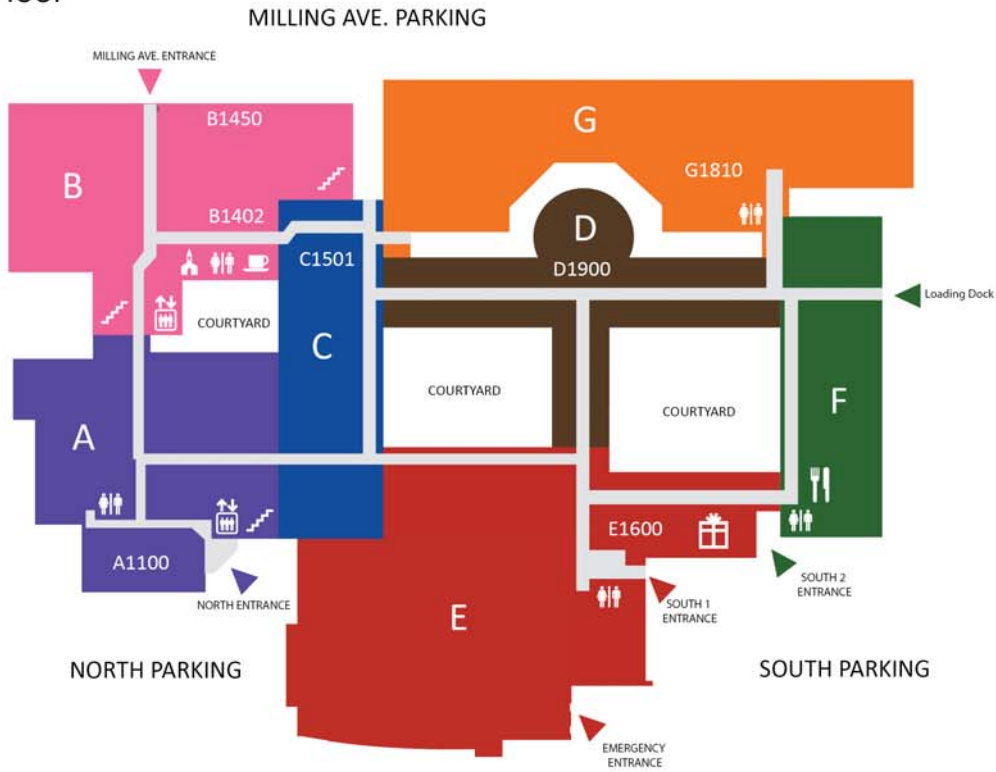 MILLING AVE. PARKING
MILLING AVE. ENTRANCE
B1450
G
B
G1810
B1402
D
C1501
D1900
Loading Dock
COURTYARD
C
COURTYARD
F
COURTYARD
A
E1600
A1100
SOUTH 2
ENTRANCE
NORTH ENTRANCE
SOUTH 1
ENTRANCE
E
NORTH PARKING
SOUTH PARKING
EMERGENCY
ENTRANCE